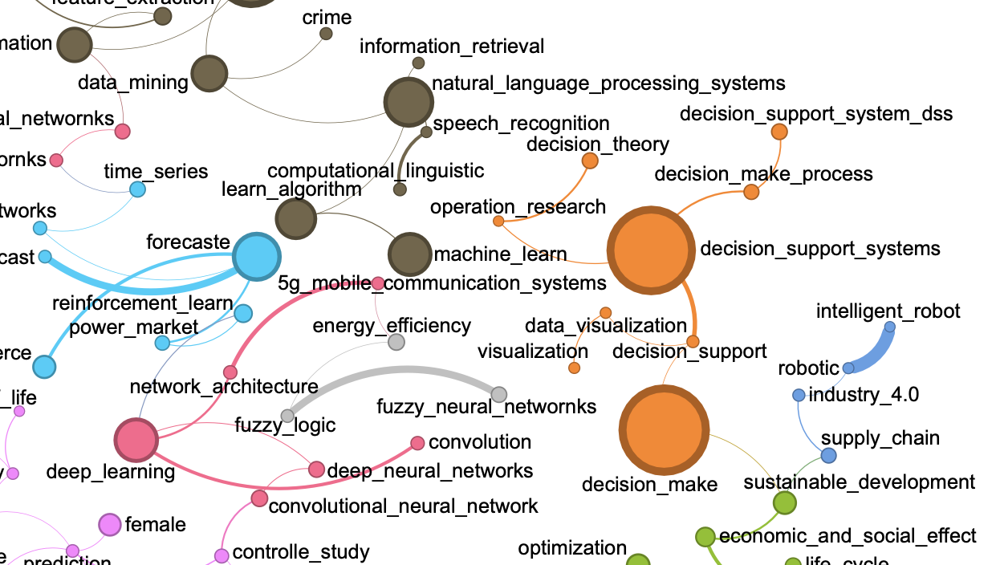 feature_extraction
crime
mation
information_retrieval
data_mining
natural_language_processing_systems
decision_support_system_dss
al_networnks
speech_recognition
decision_theory
ornks
time_series
computational_linguistic
decision_make_process
learn_algorithm
tworks
operation_research
forecaste
decision_support_systems
cast
machine_learn
5g_mobile_communication_systems
reinforcement_learn
intelligent_robot
power_market
energy_efficiency
data_visualization
erce
visualization
decision_support
robotic
network_architecture
_life
industry_4.0
fuzzy_neural_networnks
fuzzy_logic
supply_chain
convolution
deep_learning
deep_neural_networks
decision_make
sustainable_development
convolutional_neural_network
female
economic_and_social_effect
optimization
controlle_study
prediction
life_cycle